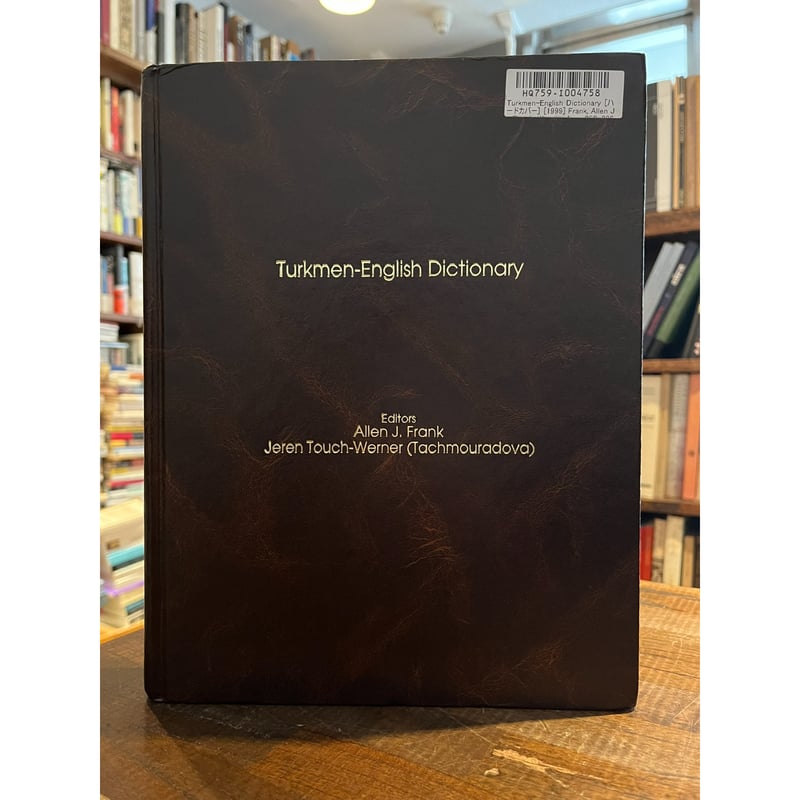 HQ759-I004758
Turkmen-English Dictionary [ハ
ードカバー] [1999] Frank, Allen J
Turkmen-English Dictionary
Editors
Allen J. Frank
Jeren Touch-Werner (Tachmouradova)